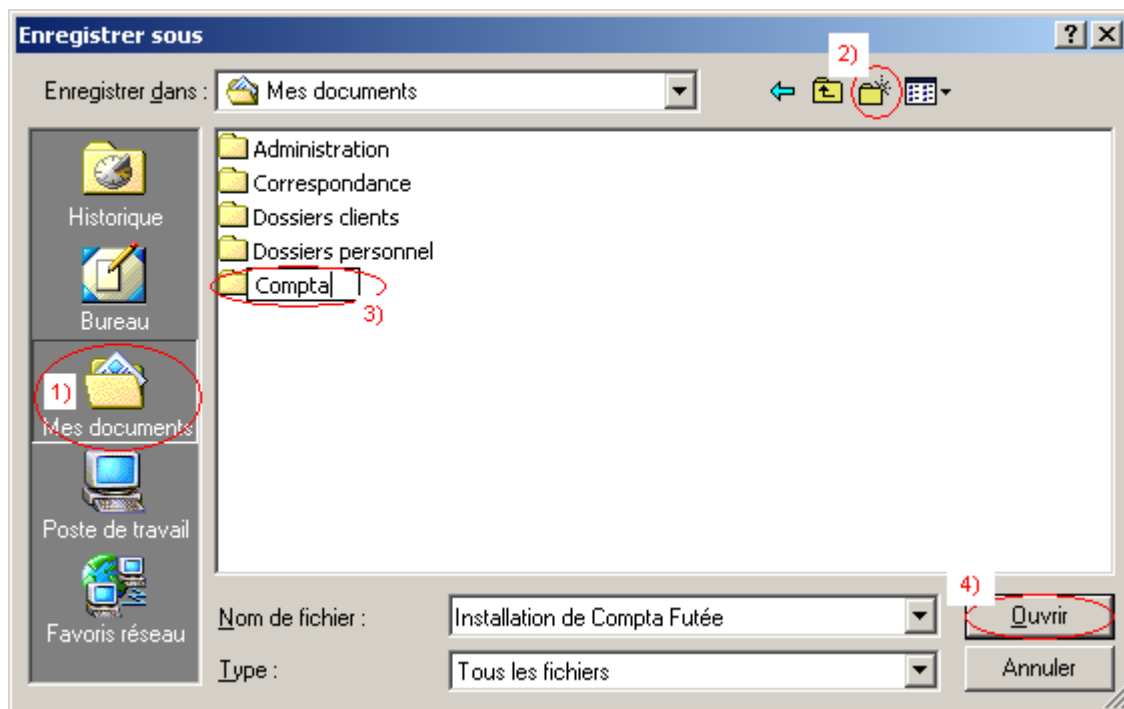 Enregistrer sous
2)
Enregistrer dans : Mes documents
Administration
Correspondance
Dossiers clients
Dossiers personnel
Compta
3)
Historique
Bureau
1)
Mes documents
Poste de travail
Favoris réseau
4)
Nom de fichier : Installation de Compta Futée Ouvrir
Type : Tous les fichiers Annuler